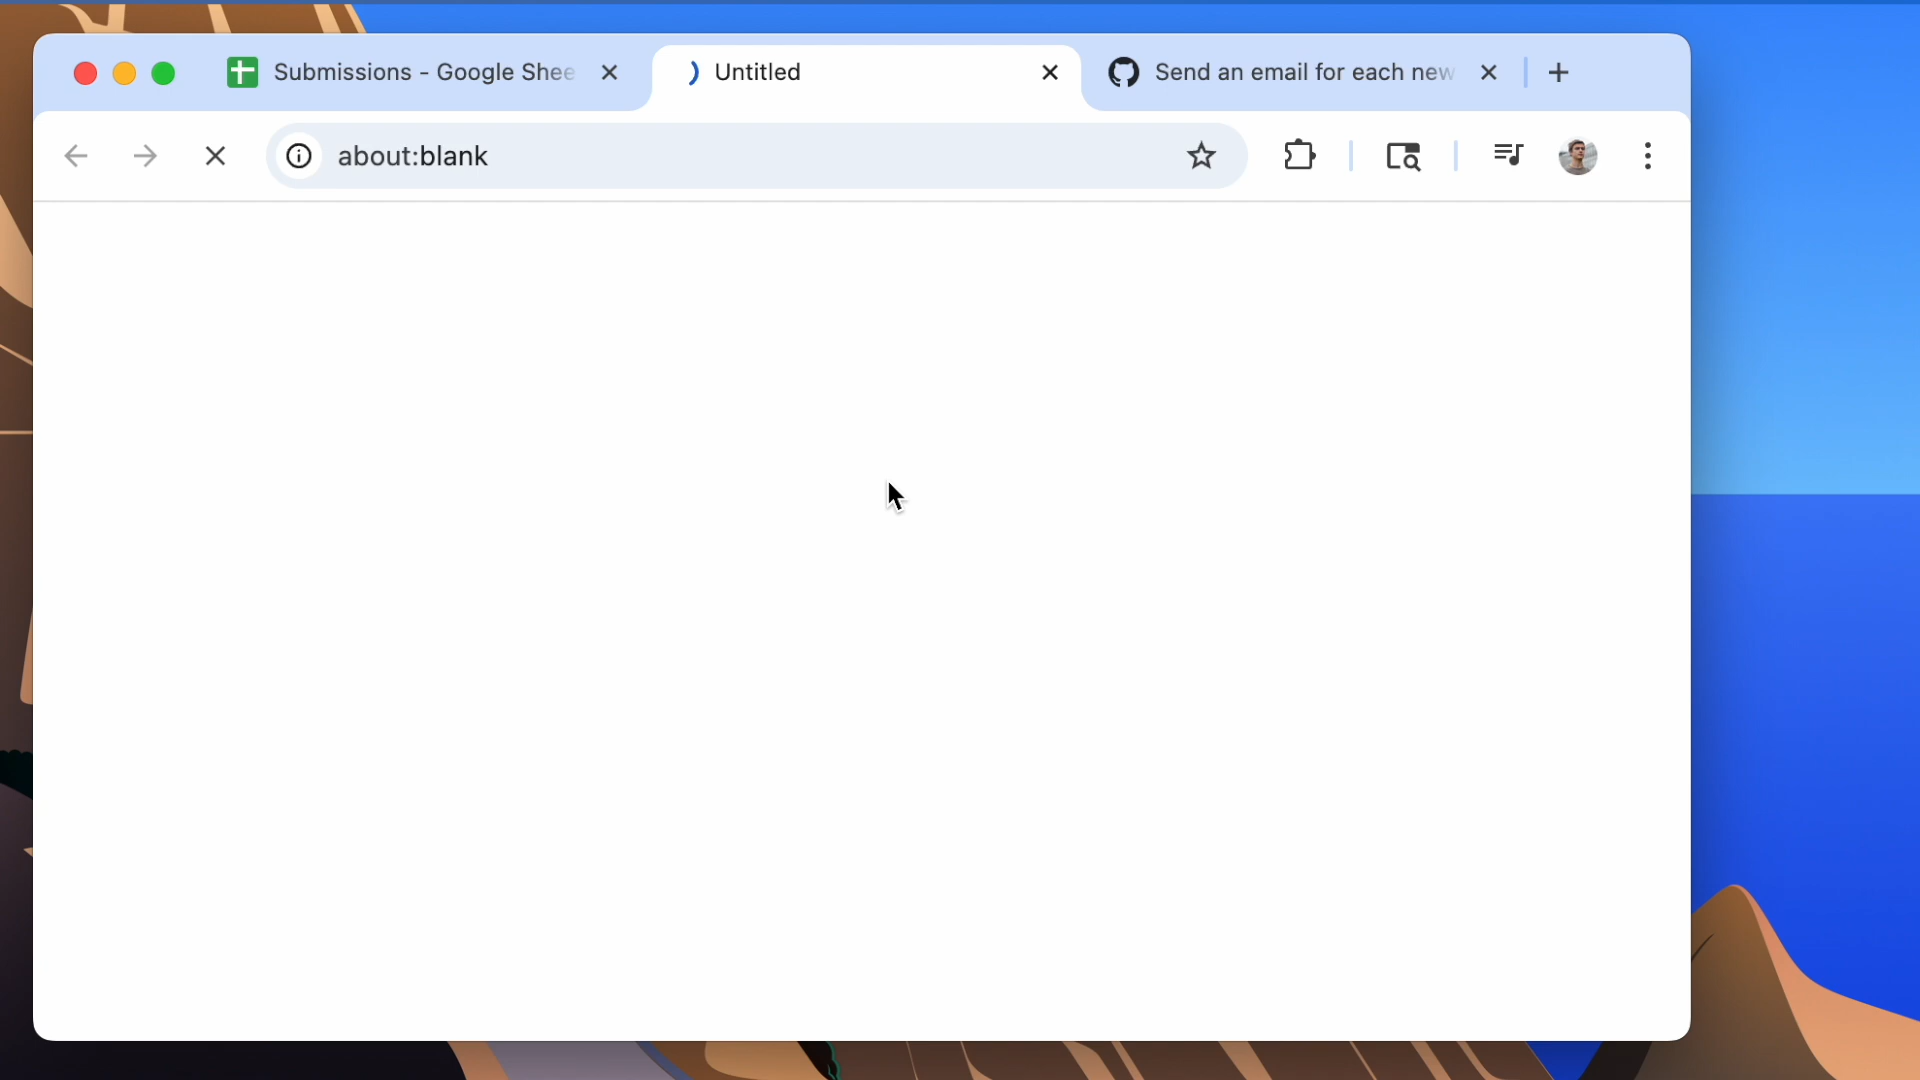 Submissions - Google Shee
Untitled
Send an email for each new
about:blank